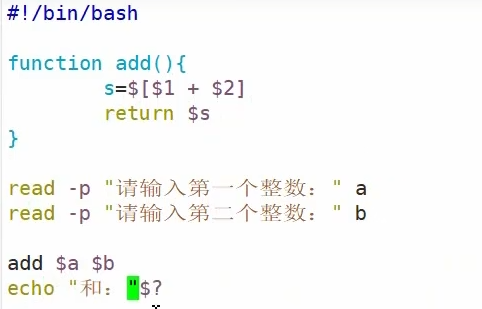 #!/bin/bash
function add(){
s=$[$1 + $2]
return $s
}
read -p "请输入第一个整数：" a
read -p "请输入第二个整数：" b
add $a $b
echo "和："$?